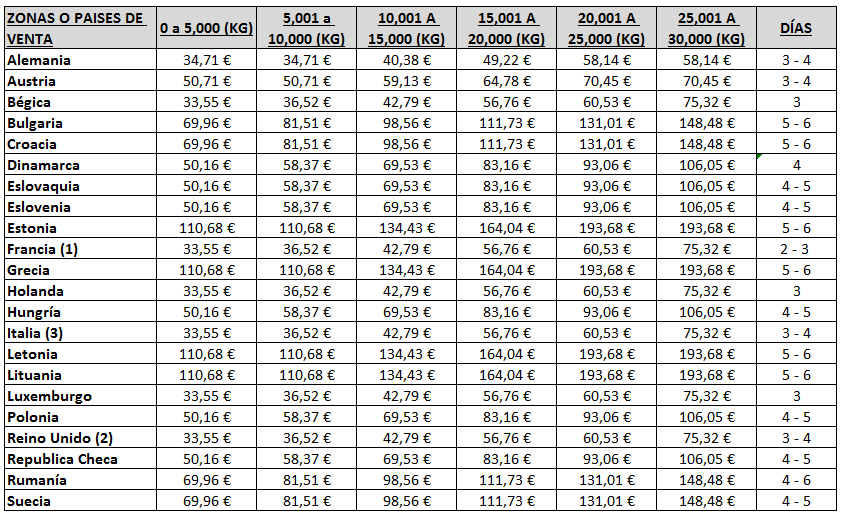 ZONAS O PAISES DE VENTA 0 a 5,000 (KG) 5,001 a 10,000 (KG) 10,001 A 15,000 (KG) 15,001 A 20,000 (KG) 20,001 A 25,000 (KG) 25,001 A 30,000 (KG) DÍAS
Alemania 34,71 € 34,71 € 40,38 € 49,22 € 58,14 € 58,14 € 3 - 4
Austria 50,71 € 50,71 € 59,13 € 64,78 € 70,45 € 70,45 € 3 - 4
Bégica 33,55 € 36,52 € 42,79 € 56,76 € 60,53 € 75,32 € 3
Bulgaria 69,96 € 81,51 € 98,56 € 111,73 € 131,01 € 148,48 € 5 - 6
Croacia 69,96 € 81,51 € 98,56 € 111,73 € 131,01 € 148,48 € 5 - 6
Dinamarca 50,16 € 58,37 € 69,53 € 83,16 € 93,06 € 106,05 € 4
Eslovaquia 50,16 € 58,37 € 69,53 € 83,16 € 93,06 € 106,05 € 4 - 5
Eslovenia 50,16 € 58,37 € 69,53 € 83,16 € 93,06 € 106,05 € 4 - 5
Estonia 110,68 € 110,68 € 134,43 € 164,04 € 193,68 € 193,68 € 5 - 6
Francia (1) 33,55 € 36,52 € 42,79 € 56,76 € 60,53 € 75,32 € 2 - 3
Grecia 110,68 € 110,68 € 134,43 € 164,04 € 193,68 € 193,68 € 5 - 6
Holanda 33,55 € 36,52 € 42,79 € 56,76 € 60,53 € 75,32 € 3
Hungría 50,16 € 58,37 € 69,53 € 83,16 € 93,06 € 106,05 € 4 - 5
Italia (3) 33,55 € 36,52 € 42,79 € 56,76 € 60,53 € 75,32 € 3 - 4
Letonia 110,68 € 110,68 € 134,43 € 164,04 € 193,68 € 193,68 € 5 - 6
Lituania 110,68 € 110,68 € 134,43 € 164,04 € 193,68 € 193,68 € 5 - 6
Luxemburgo 33,55 € 36,52 € 42,79 € 56,76 € 60,53 € 75,32 € 3
Polonia 50,16 € 58,37 € 69,53 € 83,16 € 93,06 € 106,05 € 4 - 5
Reino Unido (2) 33,55 € 36,52 € 42,79 € 56,76 € 60,53 € 75,32 € 3 - 4
Republica Checa 50,16 € 58,37 € 69,53 € 83,16 € 93,06 € 106,05 € 4 - 5
Rumanía 69,96 € 81,51 € 98,56 € 111,73 € 131,01 € 148,48 € 4 - 6
Suecia 69,96 € 81,51 € 98,56 € 111,73 € 131,01 € 148,48 € 4 - 5